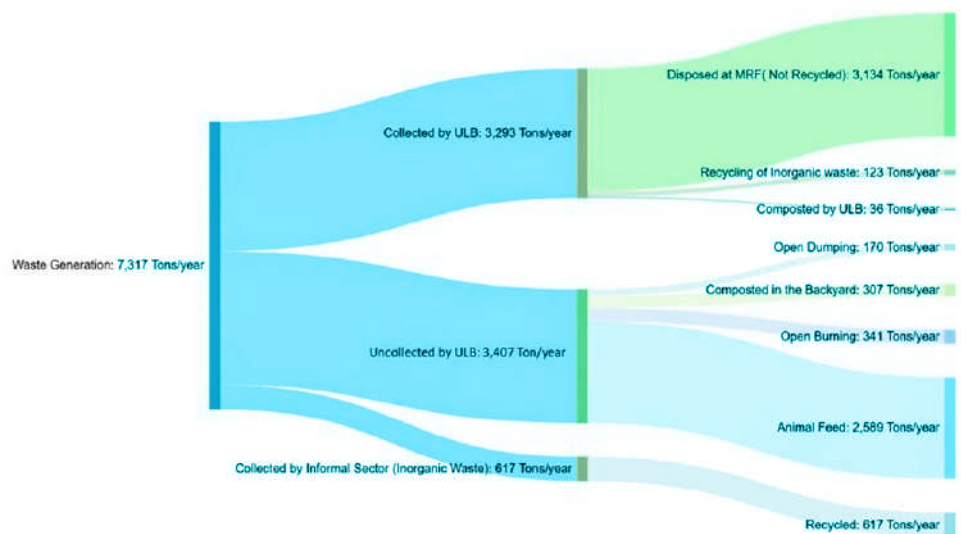 Disposed at MRF( Not Recycled): 3,134 Tons/year
Collected by ULB: 3,293 Tons/year
Recycling of Inorganic waste: 123 Tons/year
Composted by ULB: 36 Tons/year
Open Dumping: 170 Tons/year
Waste Generation: 7,317 Tons/year
Composted in the Backyard: 307 Tons/year
Open Burning: 341 Tons/year
Uncollected by ULB: 3,407 Ton/year
Animal Feed: 2,589 Tons/year
Collected by Informal Sector (Inorganic Waste): 617 Tons/year
Recycled: 617 Tons/year